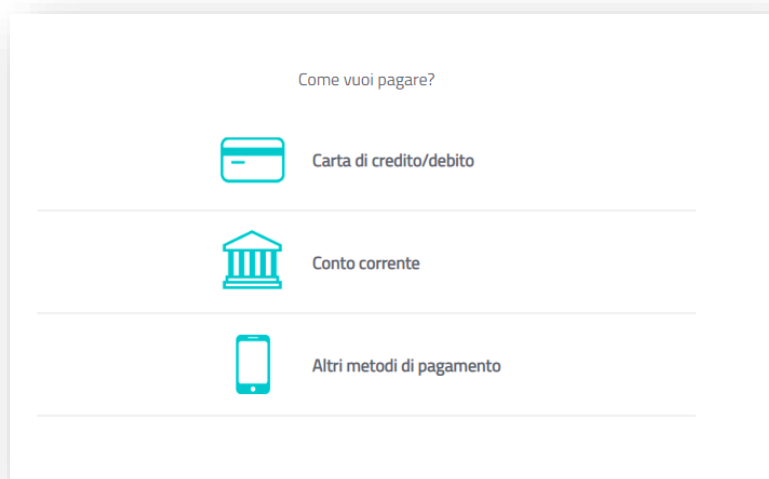 Come vuoi pagare?
Carta di credito/debito
Conto corrente
Altri metodi di pagamento